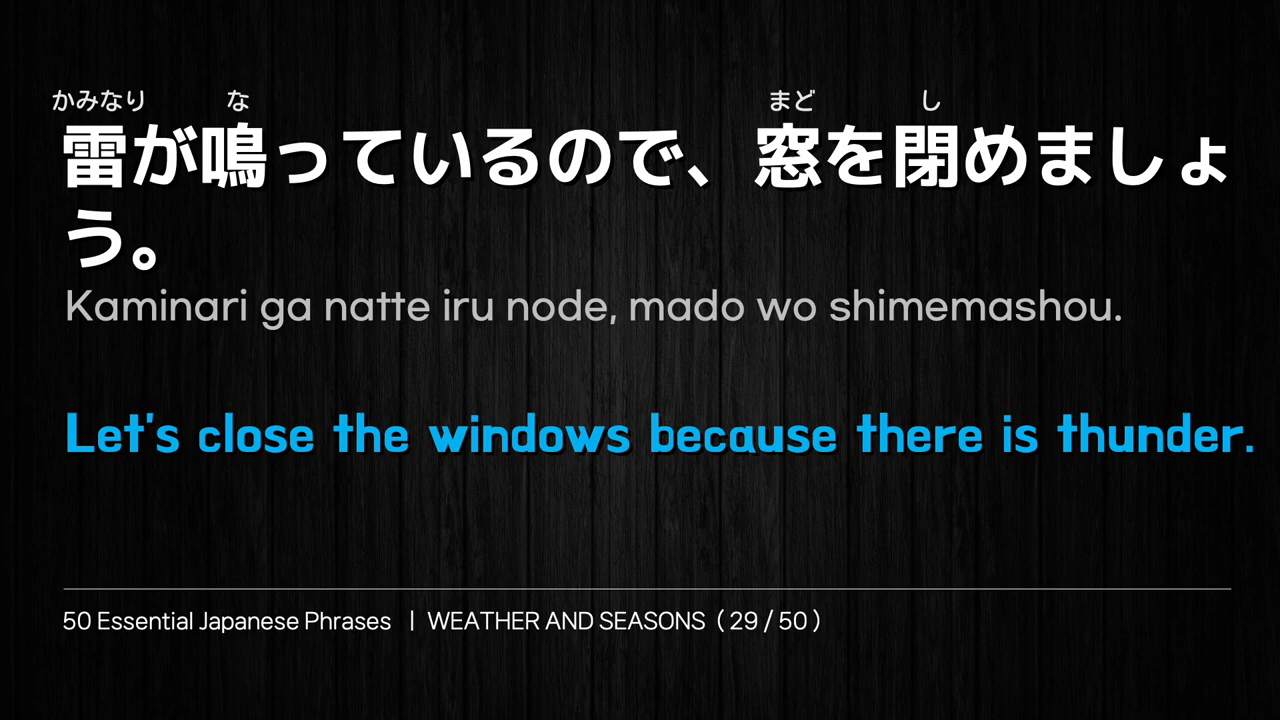 かみなり な まど し
雷が鳴っているので、窓を閉めましょ
う。
Kaminari ga natte iru node, mado wo shimemashou.
Let's close the windows because there is thunder.
50 Essential Japanese Phrases | WEATHER AND SEASONS ( 29 / 50 )